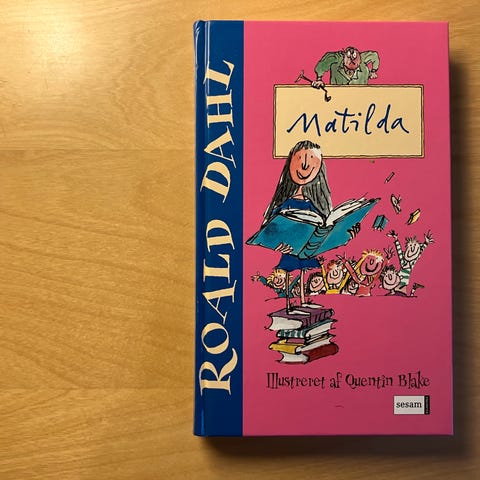 ROALD DAHL
Matilda
Illustreret af Quentin Blake
sesam